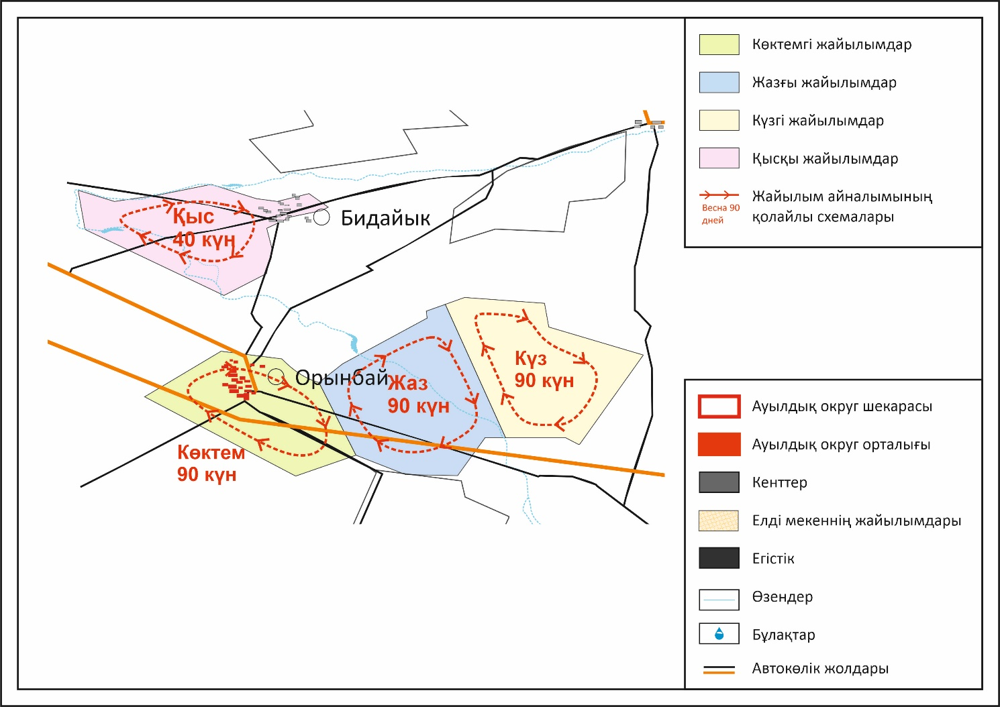 Көктемгі жайылымдар
Жазғы жайылымдар
Күзгі жайылымдар
Қысқы жайылымдар
Весна 90
дней
Жайылым айналымының
қолайлы схемалары
Қыс
40 күн
Бидайык
Орынбай
Жаз
90 күн
Күз
90 күн
Көктем
90 күн
Ауылдық округ шекарасы
Ауылдық округ орталығы
Кенттер
Елді мекеннің жайылымдары
Егістік
Өзендер
Бұлақтар
Автокөлік жолдары